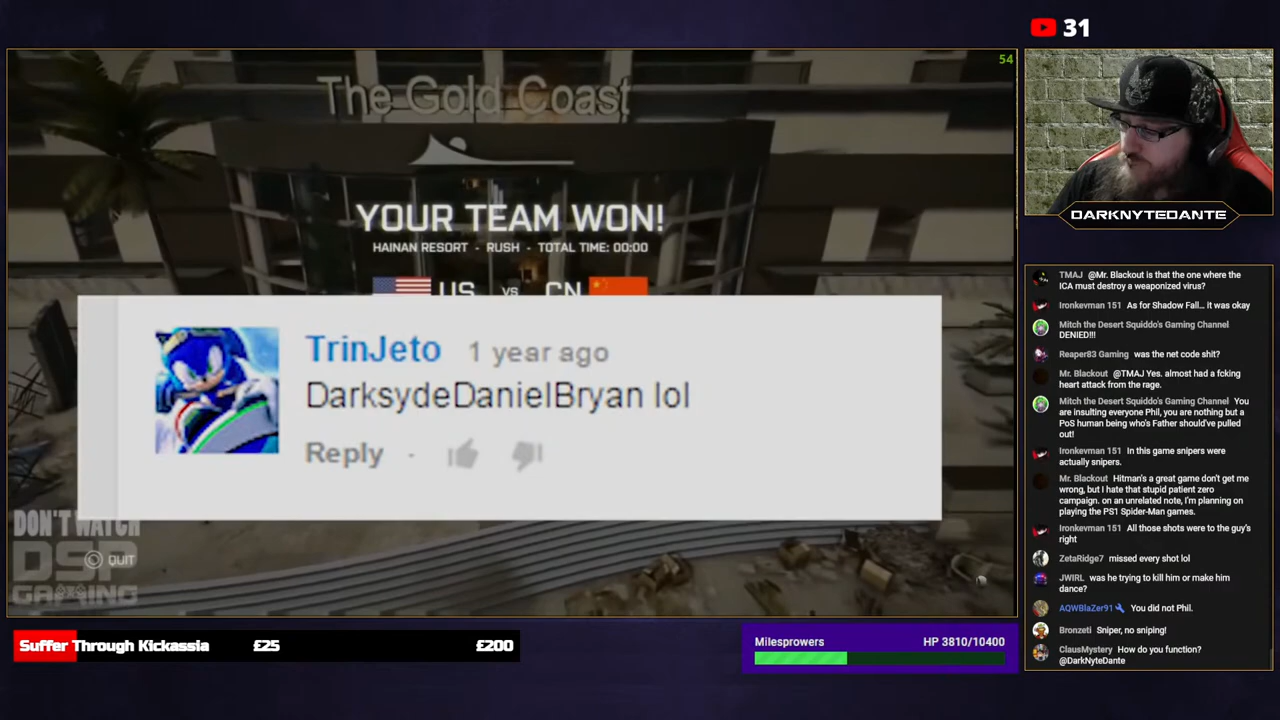 31
54
The Gold Coast
YOUR TEAM WON!
HAINAN RESORT - RUSH - TOTAL TIME: 00:00
US vs CN
TrinJeto 1 year ago
DarksydeDanielBryan lol
Reply -
DON'T WATCH
DSP
QUIT
GAMING
Suffer Through Kickassia £25 £200
Milesprowers HP 3810/10400
DARKNYTEDANTE
TMAJ @Mr. Blackout is that the one where the
ICA must destroy a weaponized virus?
Ironkevman 151 As for Shadow Fall... it was okay
Mitch the Desert Squiddo's Gaming Channel
DENIED!!!
Reaper83 Gaming was the net code shit?
Mr. Blackout @TMAJ Yes. almost had a fcking
heart attack from the rage.
Mitch the Desert Squiddo's Gaming Channel You
are insulting everyone Phil, you are nothing but a
PoS human being who's Father should've pulled
out!
Ironkevman 151 In this game snipers were
actually snipers.
Mr. Blackout Hitman's a great game don't get me
wrong, but I hate that stupid patient zero
campaign. on an unrelated note, I'm planning on
playing the PS1 Spider-Man games.
Ironkevman 151 All those shots were to the guy's
right
ZetaRidge7 missed every shot lol
JWIRL was he trying to kill him or make him
dance?
AQWBlaZer91 You did not Phil.
Bronzeti Sniper, no sniping!
ClausMystery How do you function?
@DarkNyteDante